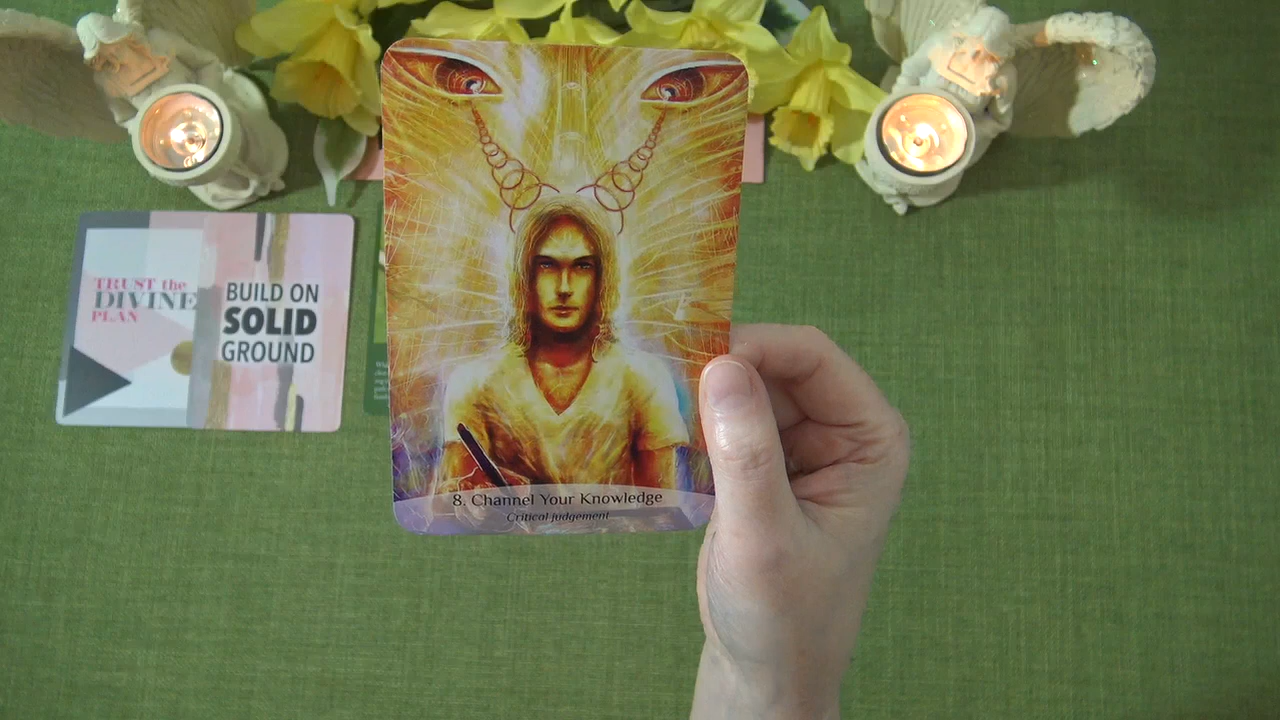 TRUST the
DIVINE
PLAN
BUILD ON
SOLID
GROUND
8. Channel Your Knowledge
Critical judgement